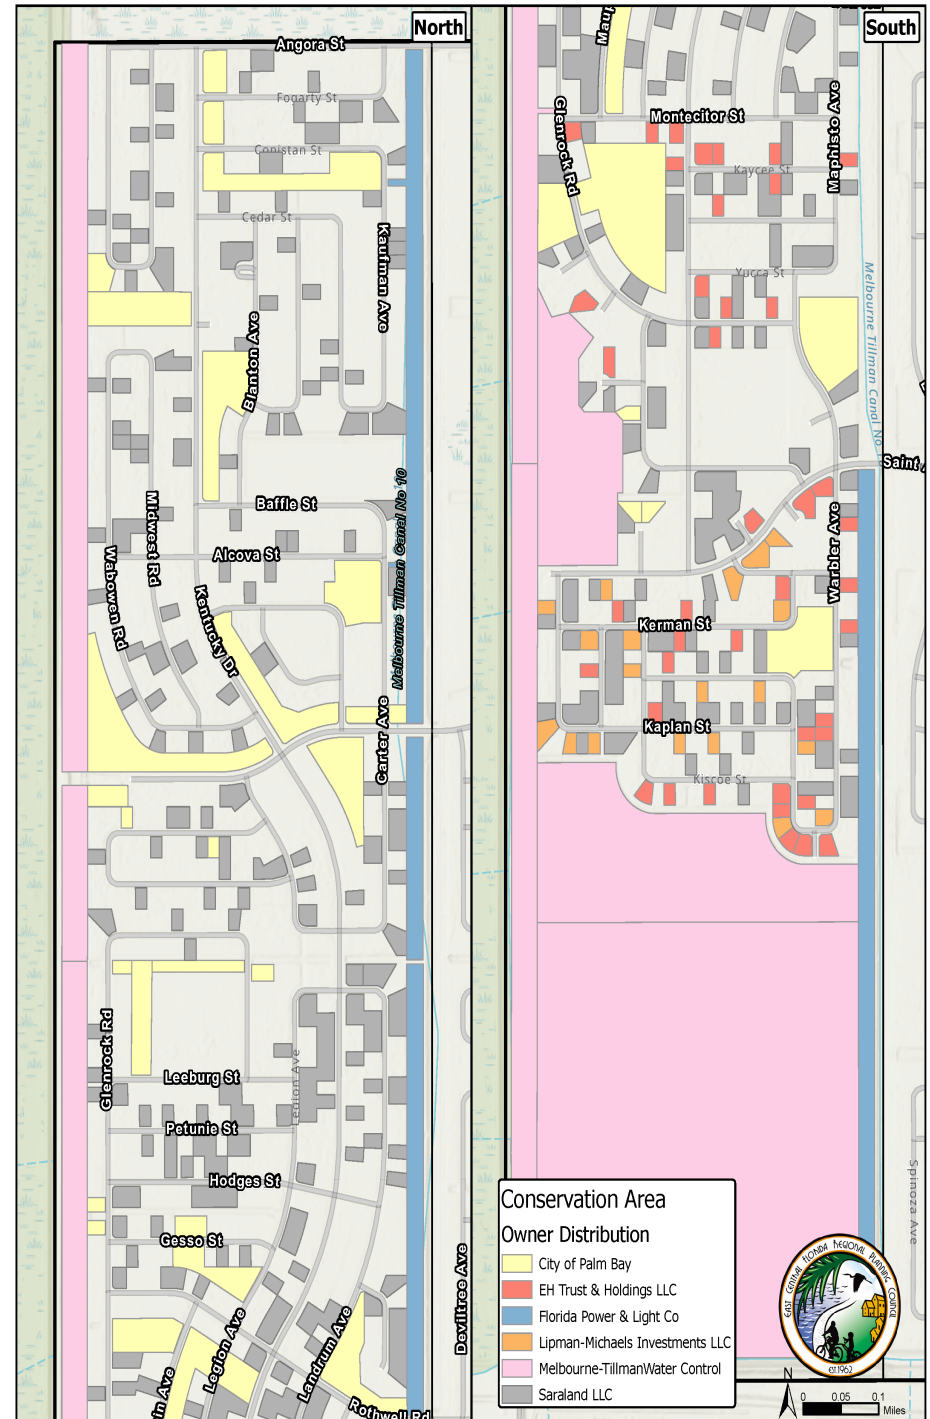 North
Angora St
Fogarty St
Conistan St
Cedar St
Kaufman Ave
Blanton Ave
Baffle St
Alcova St
Midwest Rd
Wabowen Rd
Kentucky Dr
Melbourne Tillman Canal No 10
Carter Ave
Glenrock Rd
Leeburg St
Legion Ave
Petunie St
Hodges St
Gesso St
Legion Ave
Landrum Ave
Rothwell Rd
Deviltree Ave
South
Glenrock Rd
Montecitor St
Maphisto Ave
Kaycee St
Yucca St
Melbourne Tillman Canal No
Saint
Warbler Ave
Kerman St
Kaplan St
Kiscoe St
Spinoza Ave
Conservation Area
Owner Distribution
City of Palm Bay
EH Trust & Holdings LLC
Florida Power & Light Co
Lipman-Michaels Investments LLC
Melbourne-TillmanWater Control
Saraland LLC
East Central Florida Regional Planning Council
EST.1962
N
0 0.05 0.1
Miles